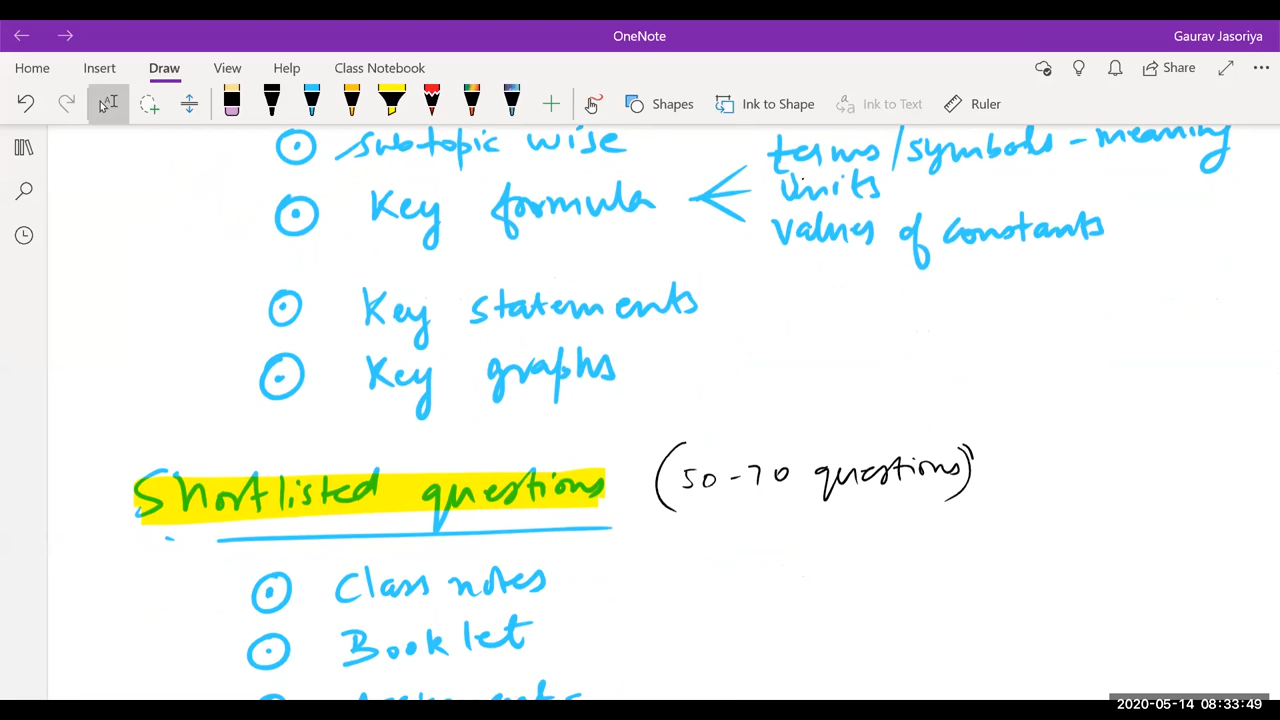 OneNote
Gaurav Jasoriya
Home Insert Draw View Help Class Notebook Share
Shapes Ink to Shape Ink to Text Ruler
subtopic wise
terms/symbols - meaning
Key formula
units
values of constants
Key statements
Key graphs
Shortlisted questions (50-70 questions)
Class notes
Booklet
2020-05-14 08:33:49